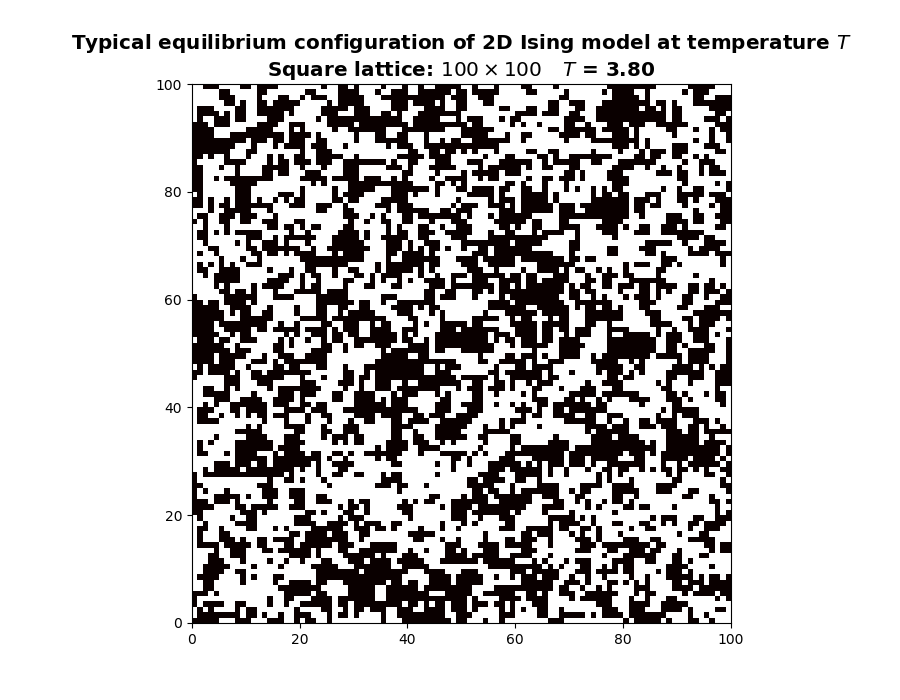 Typical equilibrium configuration of 2D Ising model at temperature T
Square lattice: 100 × 100 T = 3.80
100
80
60
40
20
0
0 20 40 60 80 100